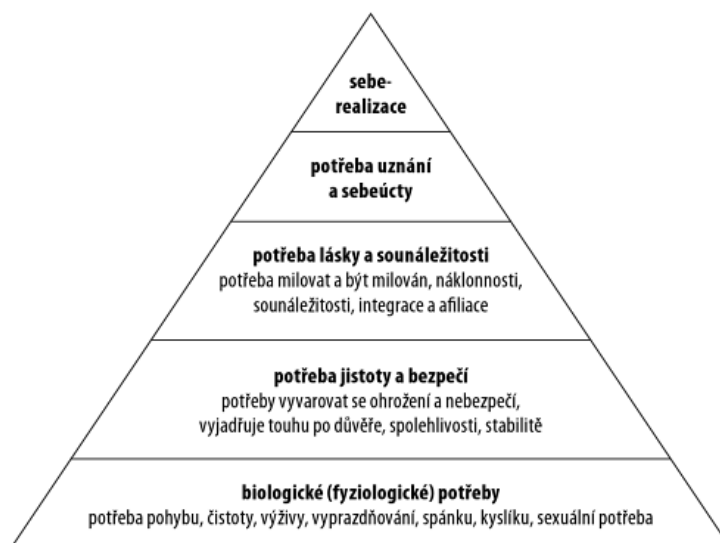 sebe-
realizace
potřeba uznání
a sebeúcty
potřeba lásky a sounáležitosti
potřeba milovat a být milován, náklonnosti,
sounáležitosti, integrace a afiliace
potřeba jistoty a bezpečí
potřeby vyvarovat se ohrožení a nebezpečí,
vyjadřuje touhu po důvěře, spolehlivosti, stabilitě
biologické (fyziologické) potřeby
potřeba pohybu, čistoty, výživy, vyprazdňování, spánku, kyslíku, sexuální potřeba